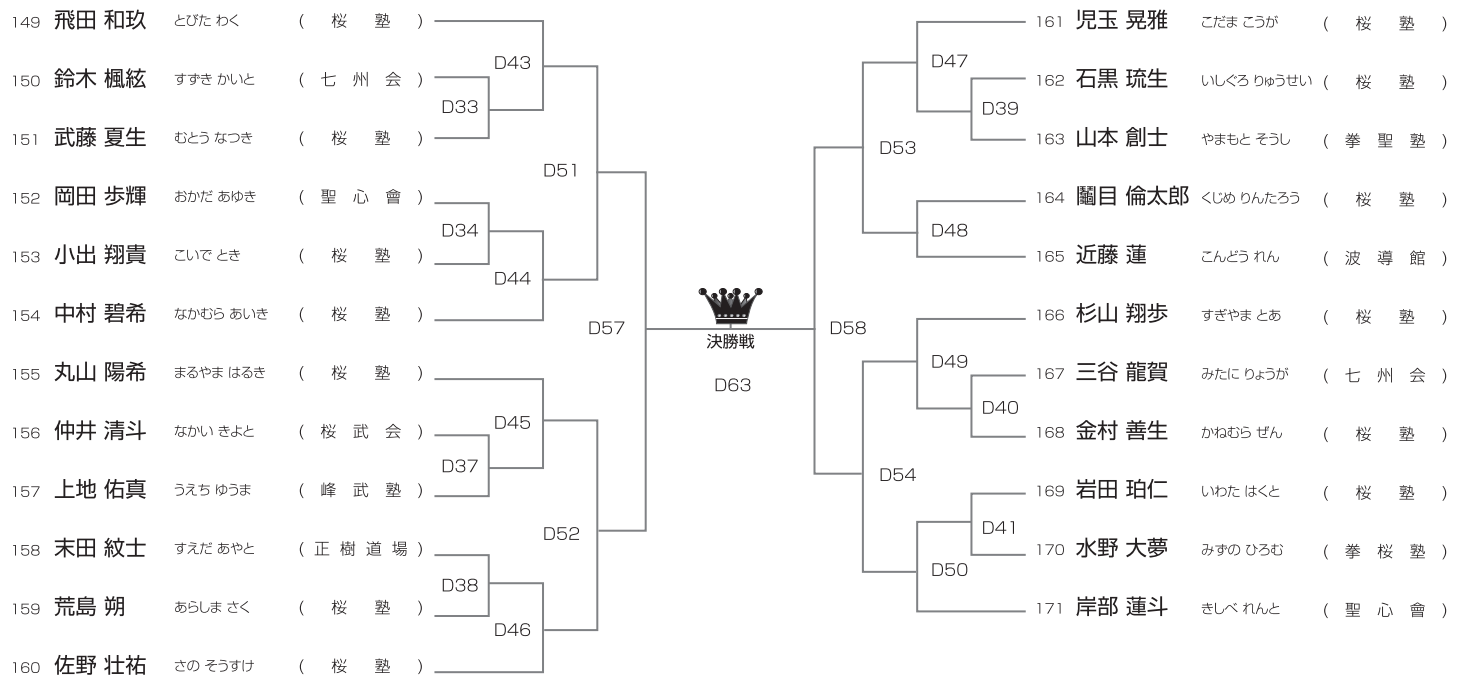 149 飛田 和玖 とびた わく ( 桜 塾 )
150 鈴木 楓絃 すずき かいと ( 七 州 会 )
151 武藤 夏生 むとう なつき ( 桜 塾 )
152 岡田 歩輝 おかだ あゆき ( 聖 心 會 )
153 小出 翔貴 こいで とき ( 桜 塾 )
154 中村 碧希 なかむら あいき ( 桜 塾 )
155 丸山 陽希 まるやま はるき ( 桜 塾 )
156 仲井 清斗 なかい きよと ( 桜 武 会 )
157 上地 佑真 うえち ゆうま ( 峰 武 塾 )
158 末田 紋士 すえだ あやと ( 正 樹 道 場 )
159 荒島 朔 あらしま さく ( 桜 塾 )
160 佐野 壮祐 さの そうすけ ( 桜 塾 )
D43
D33
D51
D34
D44
D57
D45
D37
D52
D38
D46
決勝戦
D63
D47
D39
D53
D48
D58
D49
D40
D54
D41
D50
161 児玉 晃雅 こだま こうが ( 桜 塾 )
162 石黒 琉生 いしぐろ りゅうせい ( 桜 塾 )
163 山本 創士 やまもと そうし ( 拳 聖 塾 )
164 倫太郎 くじめ りんたろう ( 桜 塾 )
165 近藤 蓮 こんどう れん ( 波 導 館 )
166 杉山 翔歩 すぎやま とあ ( 桜 塾 )
167 三谷 龍賀 みたに りょうが ( 七 州 会 )
168 金村 善生 かねむら ぜん ( 桜 塾 )
169 岩田 珀仁 いわた はくと ( 桜 塾 )
170 水野 大夢 みずの ひろむ ( 拳 桜 塾 )
171 岸部 蓮斗 きしべ れんと ( 聖 心 會 )